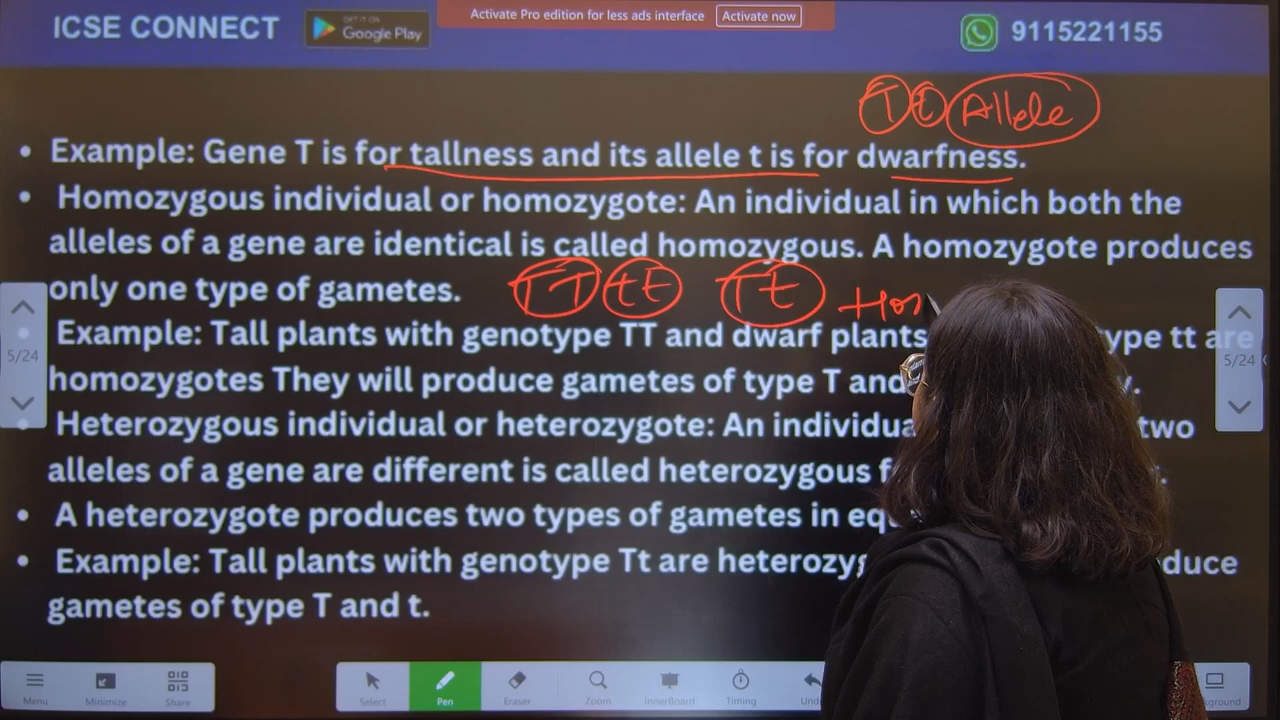 ICSE CONNECT
GET IT ON
Google Play
Activate Pro edition for less ads interface Activate now
9115221155
T t Allele
• Example: Gene T is for tallness and its allele t is for dwarfness.
• Homozygous individual or homozygote: An individual in which both the
alleles of a gene are identical is called homozygous. A homozygote produces
only one type of gametes. TT tt Tt
Example: Tall plants with genotype TT and dwarf plants ype tt are
5/24 5/24
homozygotes They will produce gametes of type T and
Heterozygous individual or heterozygote: An individua two
alleles of a gene are different is called heterozygous
• A heterozygote produces two types of gametes in
• Example: Tall plants with genotype Tt are heterozyg duce
gametes of type T and t.
Menu Minimize Share Select Pen Eraser Zoom InnerBoard Timing